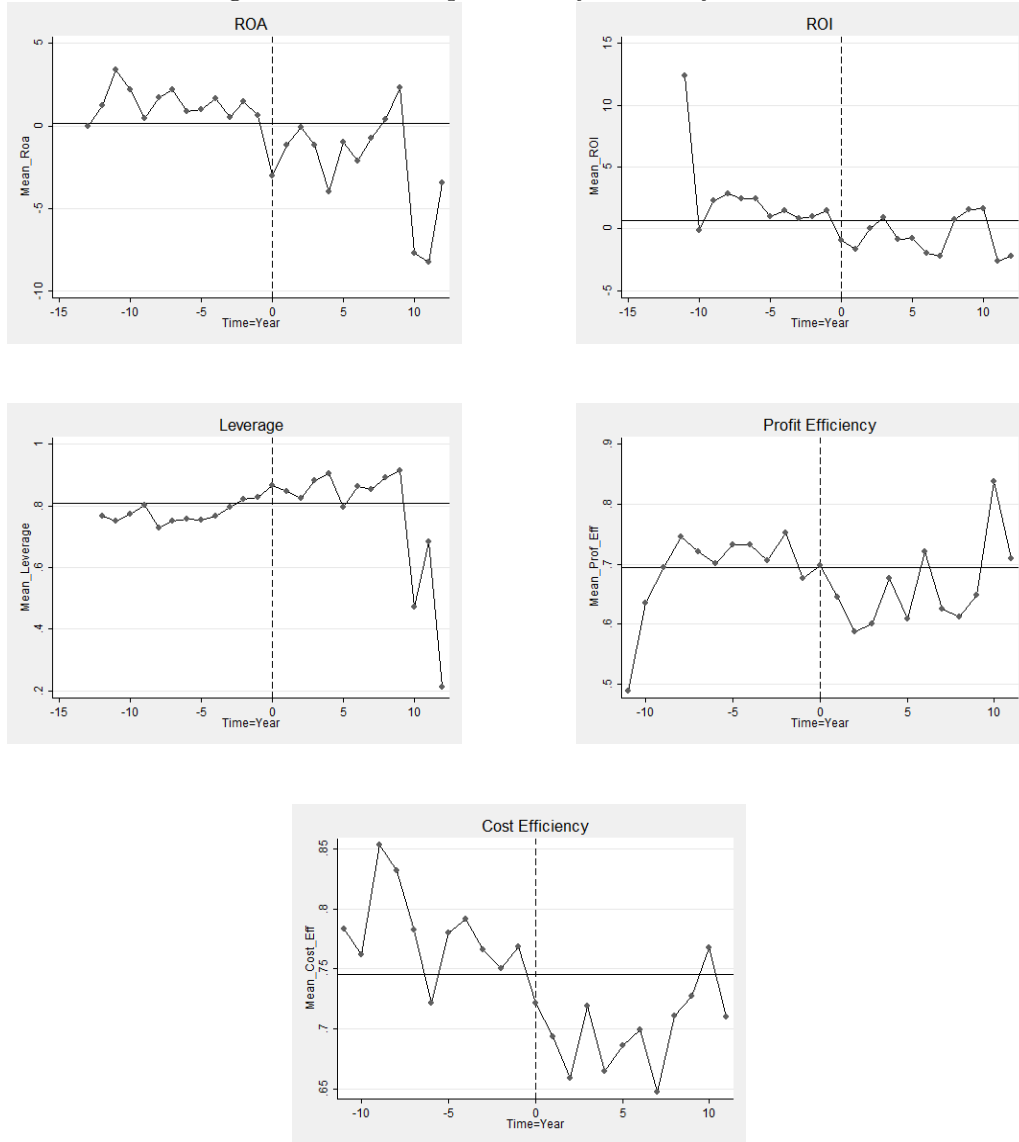 ROA
5
0
-5
-10
Mean_Roa
-15 -10 -5 0 5 10
Time=Year
ROI
15
10
5
0
-5
Mean_ROI
-15 -10 -5 0 5 10
Time=Year
Leverage
1
.8
.6
.4
.2
Mean_Leverage
-15 -10 -5 0 5 10
Time=Year
Profit Efficiency
.9
.8
.7
.6
.5
Mean_Prof_Eff
-10 -5 0 5 10
Time=Year
Cost Efficiency
.85
.8
.75
.7
.65
Mean_Cost_Eff
-10 -5 0 5 10
Time=Year